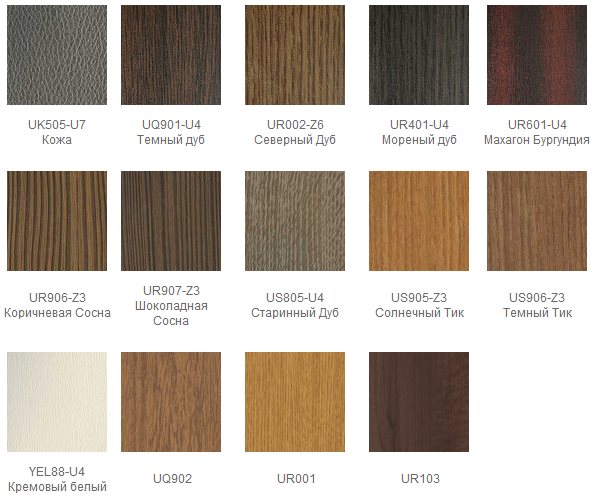 UK505-U7
Кожа
UQ901-U4
Темный дуб
UR002-Z6
Северный Дуб
UR401-U4
Мореный дуб
UR601-U4
Махагон Бургундия
UR906-Z3
Коричневая Сосна
UR907-Z3
Шоколадная
Сосна
US805-U4
Старинный Дуб
US905-Z3
Солнечный Тик
US906-Z3
Темный Тик
YEL88-U4
Кремовый белый
UQ902
UR001
UR103